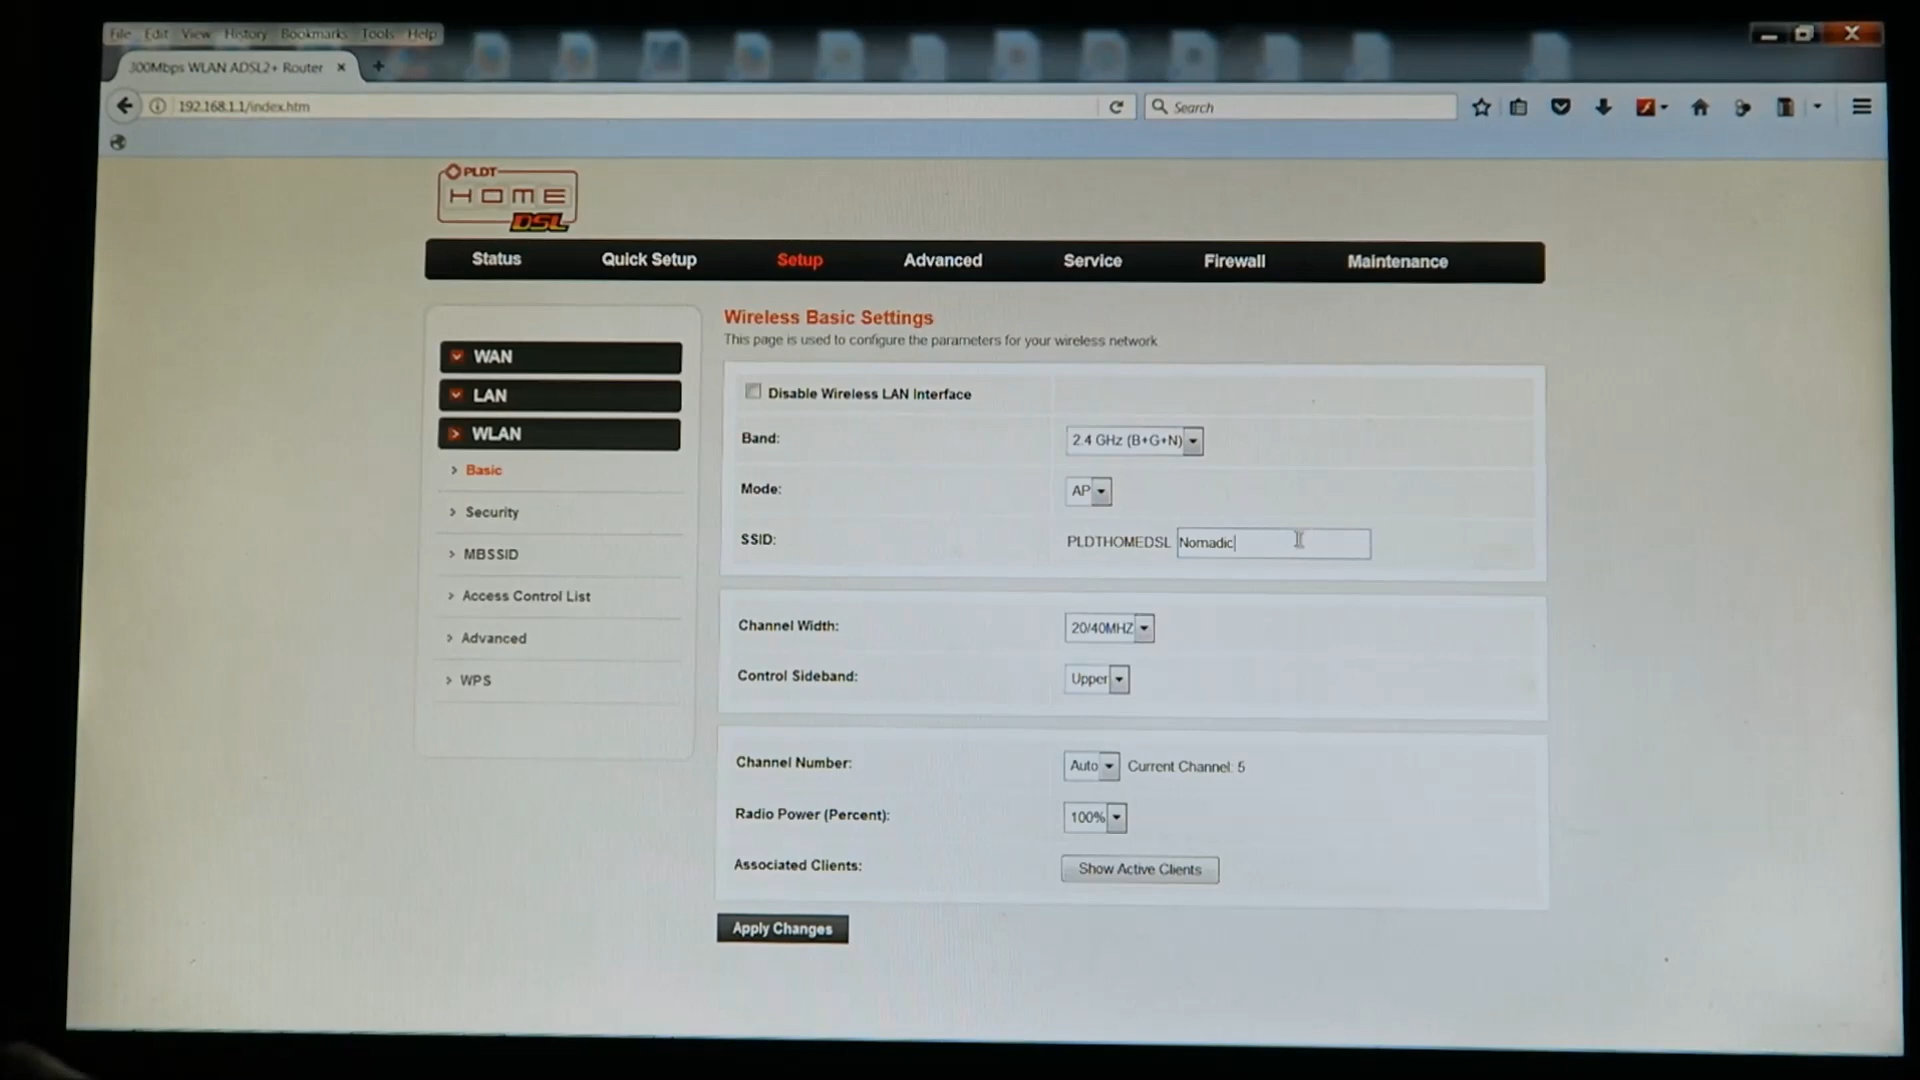 File Edit View History Bookmarks Tools Help
300Mbps WLAN ADSL2+ Router × +
192.168.1.1/index.htm
Search
PLDT
HOME
DSL
Status Quick Setup Setup Advanced Service Firewall Maintenance
WAN
LAN
WLAN
Basic
Security
MBSSID
Access Control List
Advanced
WPS
Wireless Basic Settings
This page is used to configure the parameters for your wireless network
Disable Wireless LAN Interface
Band: 2.4 GHz (B+G+N)
Mode: AP
SSID: PLDTHOMEDSL Nomadic
Channel Width: 20/40MHZ
Control Sideband: Upper
Channel Number: Auto Current Channel: 5
Radio Power (Percent): 100%
Associated Clients: Show Active Clients
Apply Changes